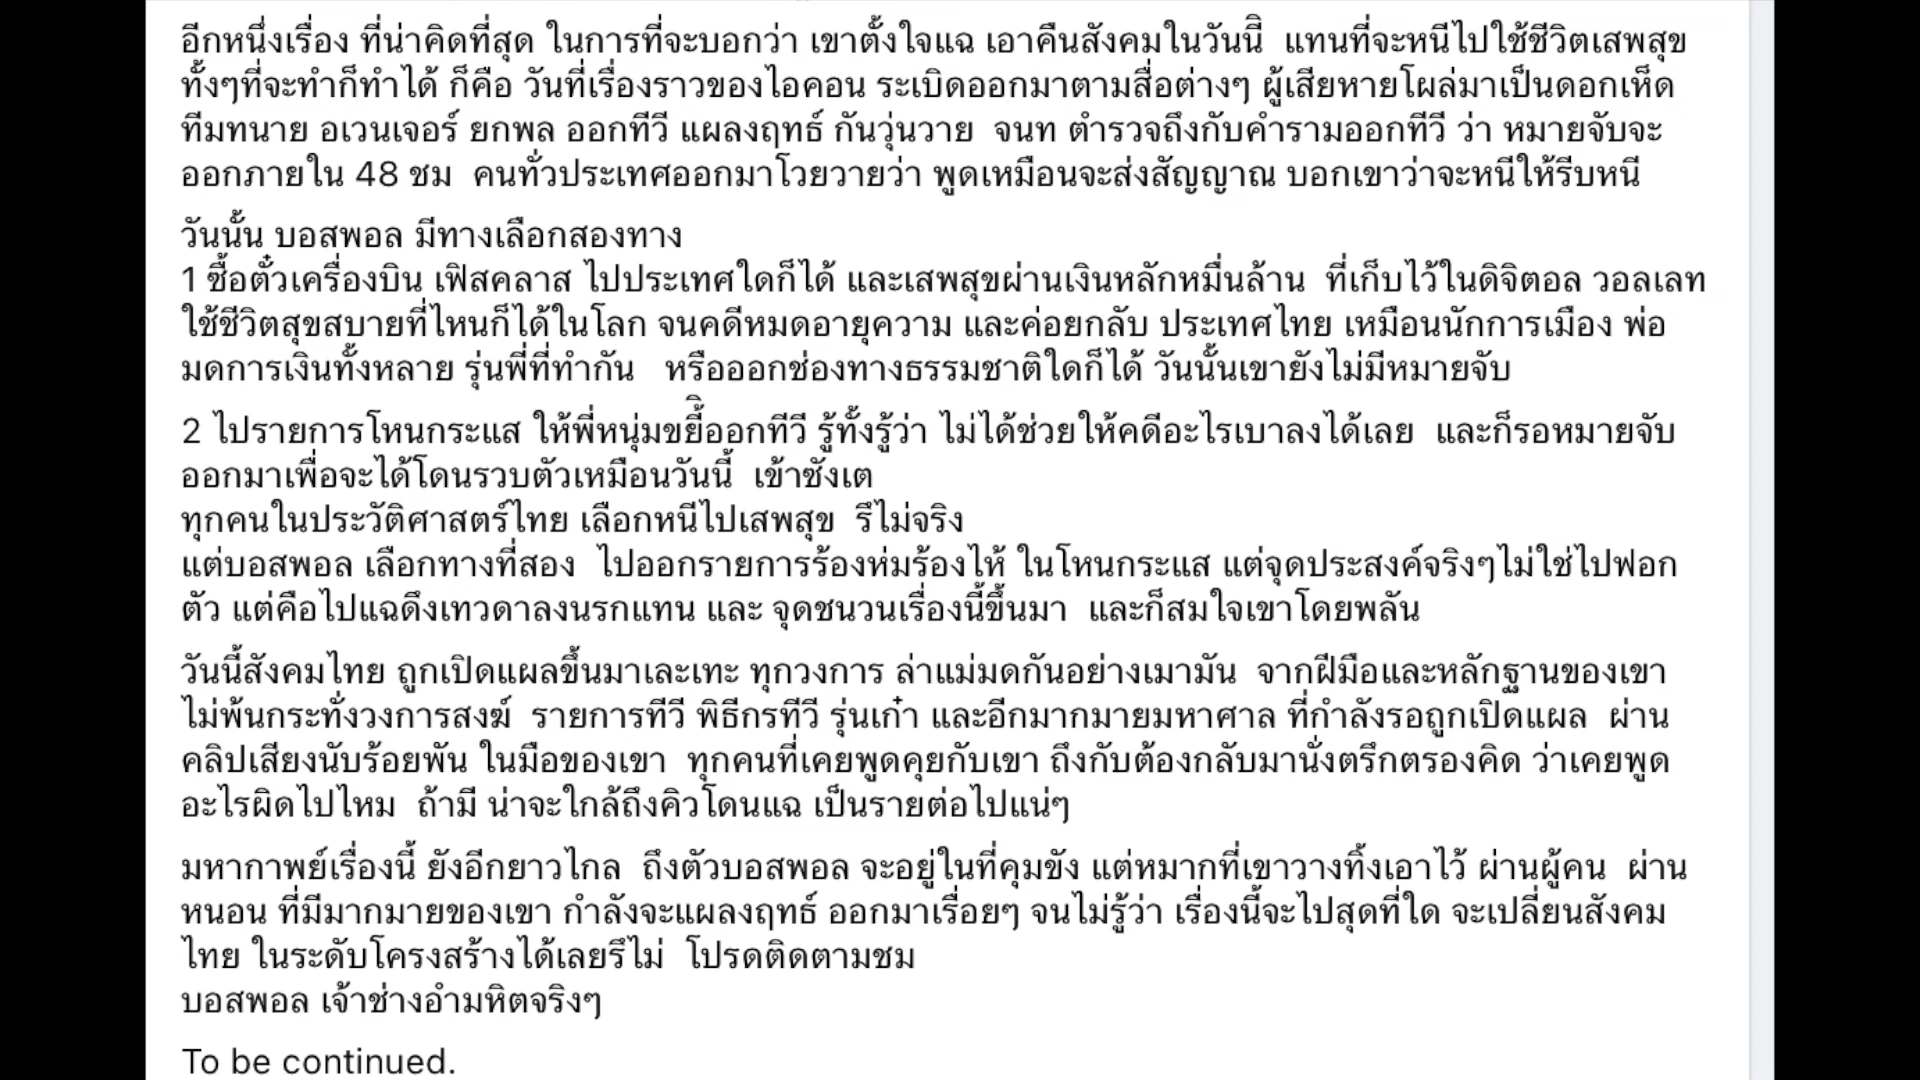 อีกหนึ่งเรื่อง ที่น่าคิดที่สุด ในการที่จะบอกว่า เขาตั้งใจแฉ เอาคืนสังคมในวันนี้ิ แทนที่จะหนีไปใช้ชีวิตเสพสุข
ทั้งๆที่จะทำก็ทำได้ ก็คือ วันที่เรื่องราวของไอคอน ระเบิดออกมาตามสื่อต่างๆ ผู้เสียหายโผล่มาเป็นดอกเห็ด
ทีมทนาย อเวนเจอร์ ยกพล ออกทีวี แผลงฤทธ์ กันวุ่นวาย จนท ตำรวจถึงกับคำรามออกทีวี ว่า หมายจับจะ
ออกภายใน 48 ชม คนทั่วประเทศออกมาโวยวายว่า พูดเหมือนจะส่งสัญญาณ บอกเขาว่าจะหนีให้รีบหนี
วันนั้น บอสพอล มีทางเลือกสองทาง
1 ซื้อตั๋วเครื่องบิน เฟิสคลาส ไปประเทศใดก็ได้ และเสพสุขผ่านเงินหลักหมื่นล้าน ที่เก็บไว้ในดิจิตอล วอลเลท
ใช้ชีวิตสุขสบายที่ไหนก็ได้ในโลก จนคดีหมดอายุความ และค่อยกลับ ประเทศไทย เหมือนนักการเมือง พ่อ
มดการเงินทั้งหลาย รุ่นพี่ที่ทำกัน หรือออกช่องทางธรรมชาติใดก็ได้ วันนั้นเขายังไม่มีหมายจับ
2 ไปรายการโหนกระแส ให้พี่หนุ่มขยี้ิออกทีวี รู้ทั้งรู้ว่า ไม่ได้ช่วยให้คดีอะไรเบาลงได้เลย และก็รอหมายจับ
ออกมาเพื่อจะได้โดนรวบตัวเหมือนวันนี้ เข้าซังเต
ทุกคนในประวัติศาสตร์ไทย เลือกหนีไปเสพสุข รึไม่จริง
แต่บอสพอล เลือกทางที่สอง ไปออกรายการร้องห่มร้องไห้ ในโหนกระแส แต่จุดประสงค์จริงๆไม่ใช่ไปฟอก
ตัว แต่คือไปแฉดึงเทวดาลงนรกแทน และ จุดชนวนเรื่องนี้ขึ้นมา และก็สมใจเขาโดยพลัน
วันนี้สังคมไทย ถูกเปิดแผลขึ้นมาเละเทะ ทุกวงการ ล่าแม่มดกันอย่างเมามัน จากฝีมือและหลักฐานของเขา
ไม่พ้นกระทั่งวงการสงฆ์ รายการทีวี พิธีกรทีวี รุ่นเก๋า และอีกมากมายมหาศาล ที่กำลังรอถูกเปิดแผล ผ่าน
คลิปเสียงนับร้อยพัน ในมือของเขา ทุกคนที่เคยพูดคุยกับเขา ถึงกับต้องกลับมานั่งตรึกตรองคิด ว่าเคยพูด
อะไรผิดไปไหม ถ้ามี น่าจะใกล้ถึงคิวโดนแฉ เป็นรายต่อไปแน่ๆ
มหากาพย์เรื่องนี้ ยังอีกยาวไกล ถึงตัวบอสพอล จะอยู่ในที่คุมขัง แต่หมากที่เขาวางทิ้งเอาไว้ ผ่านผู้คน ผ่าน
หนอน ที่มีมากมายของเขา กำลังจะแผลงฤทธ์ ออกมาเรื่อยๆ จนไม่รู้ว่า เรื่องนี้จะไปสุดที่ใด จะเปลี่ยนสังคม
ไทย ในระดับโครงสร้างได้เลยรึไม่ โปรดติดตามชม
บอสพอล เจ้าช่างอำมหิตจริงๆ
To be continued.